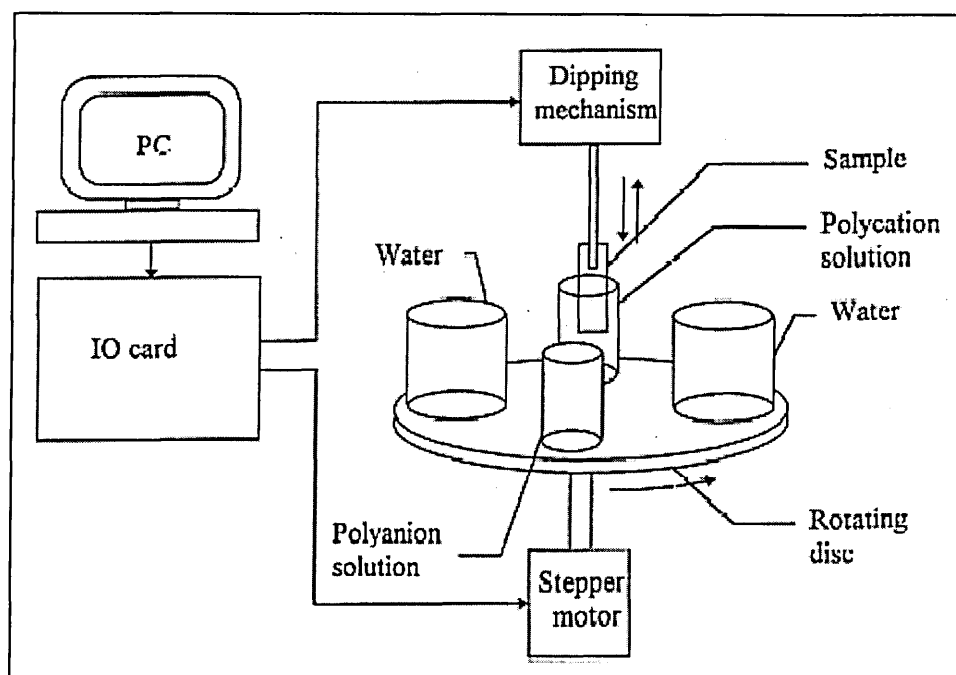 Dipping
mechanism
PC
Sample
Polycation
solution
Water
Water
IO card
Polyanion
solution
Rotating
disc
Stepper
motor